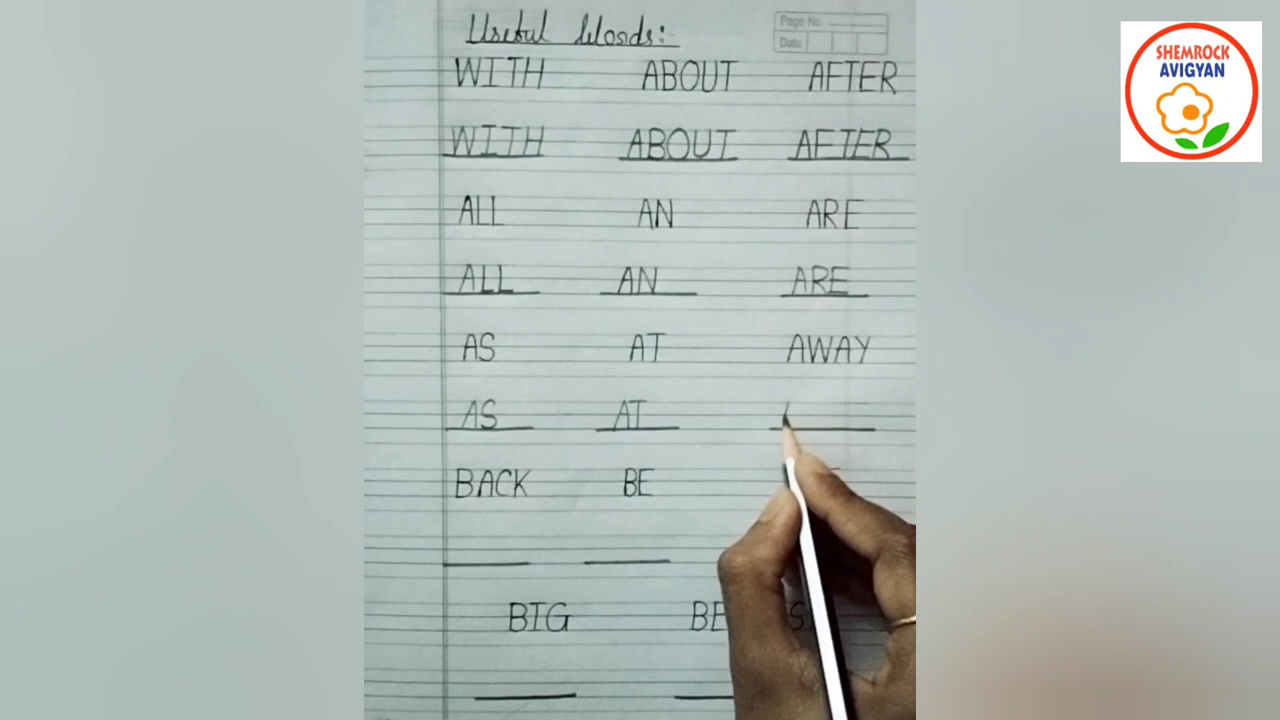 Useful Words:
Page No.
Date
WITH ABOUT AFTER
WITH ABOUT AFTER
ALL AN ARE
ALL AN ARE
AS AT AWAY
AS AT
BACK BE
BIG
SHEMROCK
AVIGYAN